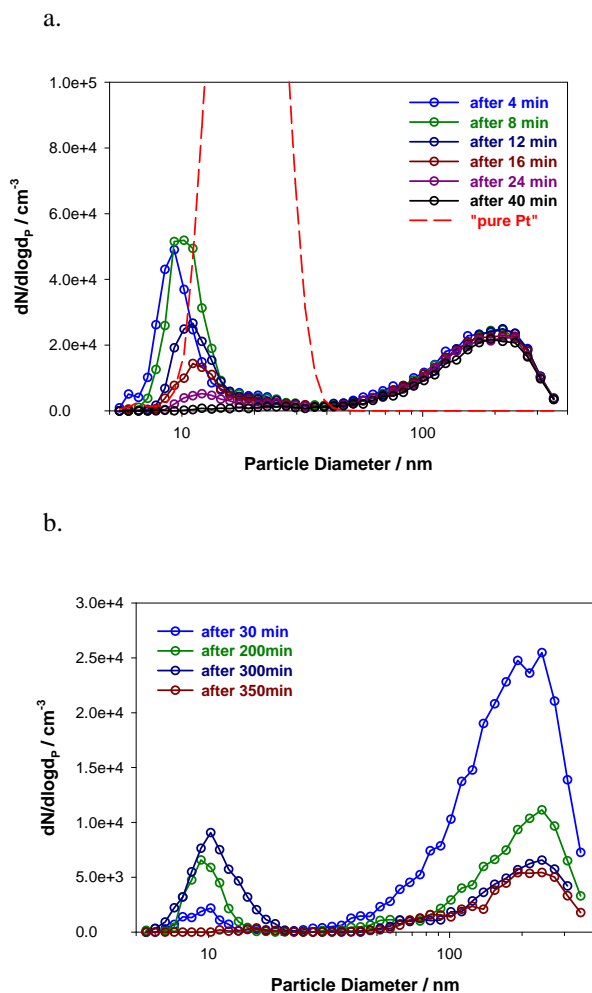 a.
1.0e+5
8.0e+4
6.0e+4
4.0e+4
2.0e+4
0.0
dN/dlogdP / cm-3
after 4 min
after 8 min
after 12 min
after 16 min
after 24 min
after 40 min
"pure Pt"
10
100
Particle Diameter / nm
b.
3.0e+4
2.5e+4
2.0e+4
1.5e+4
1.0e+4
5.0e+3
0.0
dN/dlogdP / cm-3
after 30 min
after 200min
after 300min
after 350min
10
100
Particle Diameter / nm